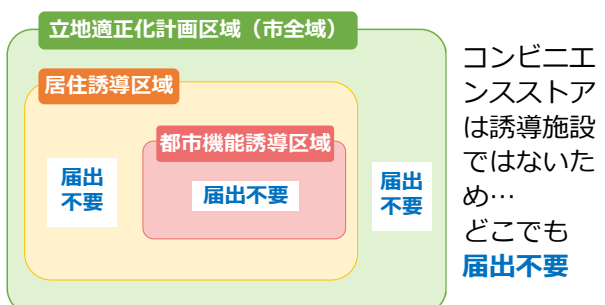 立地適正化計画区域（市全域）
居住誘導区域
都市機能誘導区域
届出
不要
届出不要
届出
不要
コンビニエ
ンスストア
は誘導施設
ではないた
め…
どこでも
届出不要